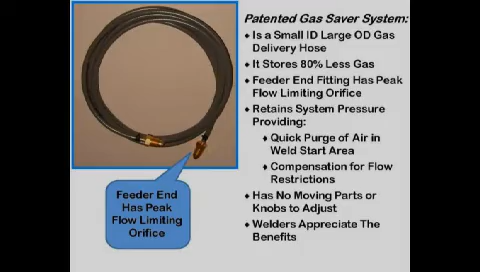 Patented Gas Saver System:
♦ Is a Small ID Large OD Gas
Delivery Hose
♦ It Stores 80% Less Gas
♦ Feeder End Fitting Has Peak
Flow Limiting Orifice
♦ Retains System Pressure
Providing:
♦ Quick Purge of Air in
Weld Start Area
♦ Compensation for Flow
Restrictions
♦ Has No Moving Parts or
Knobs to Adjust
♦ Welders Appreciate The
Benefits
Feeder End
Has Peak
Flow Limiting
Orifice